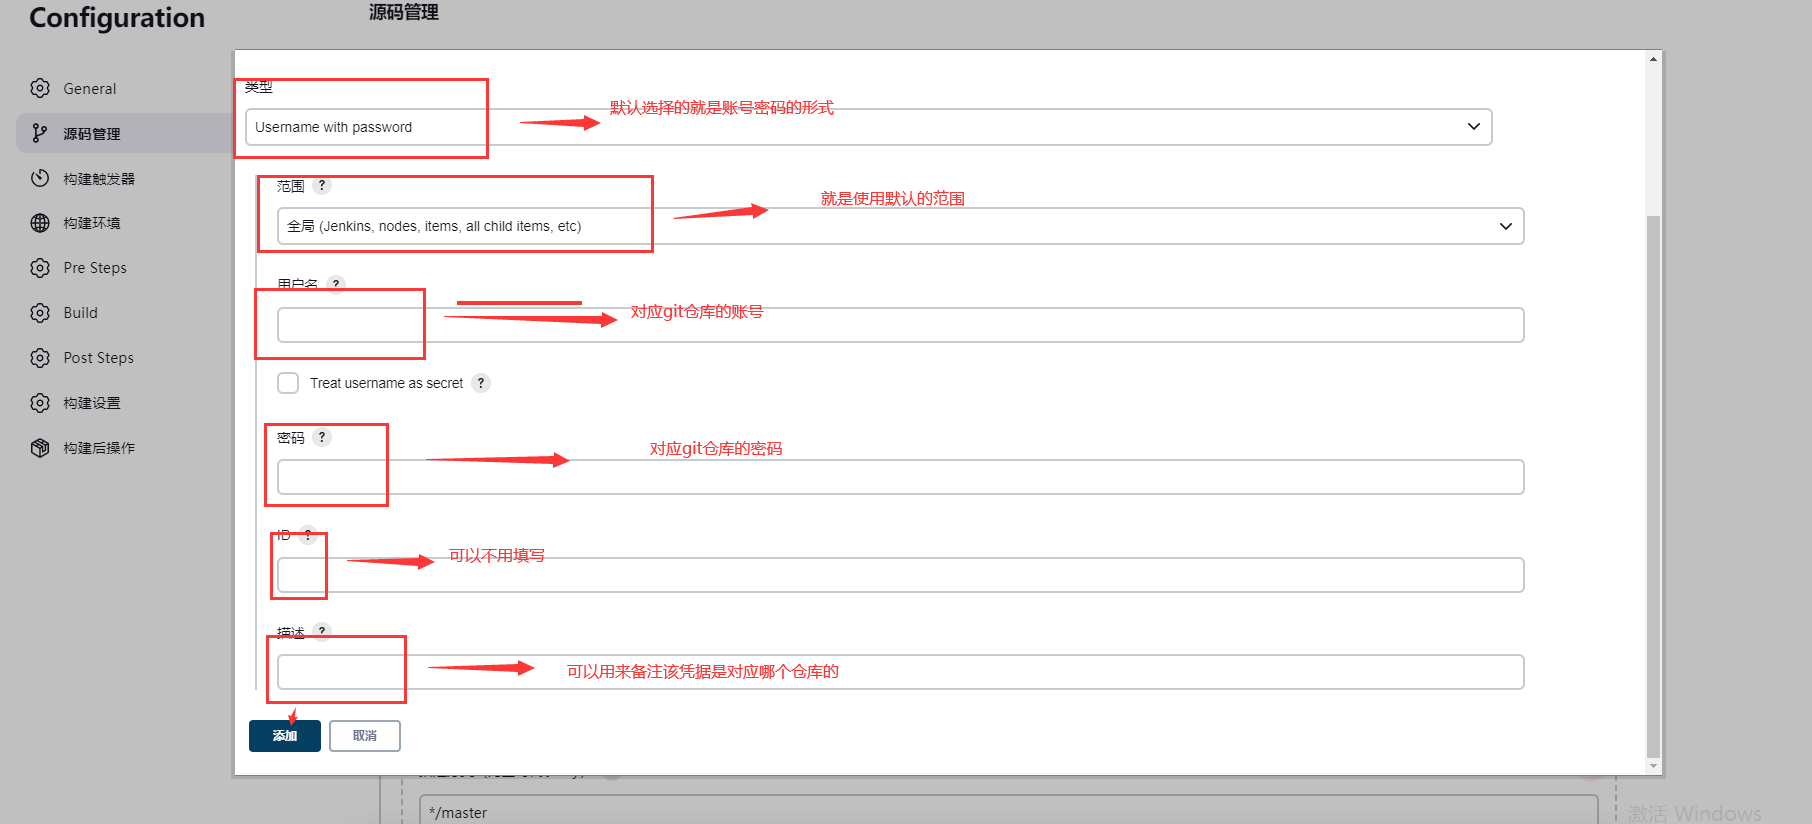 Configuration
源码管理
General
源码管理
构建触发器
构建环境
Pre Steps
Build
Post Steps
构建设置
构建后操作
类型
Username with password
默认选择的就是账号密码的形式
范围 ?
就是使用默认的范围
全局 (Jenkins, nodes, items, all child items, etc)
用户名 ?
对应git仓库的账号
Treat username as secret ?
密码 ?
对应git仓库的密码
ID ?
可以不用填写
描述 ?
可以用来备注该凭据是对应哪个仓库的
添加
取消
*/master
激活 Windows